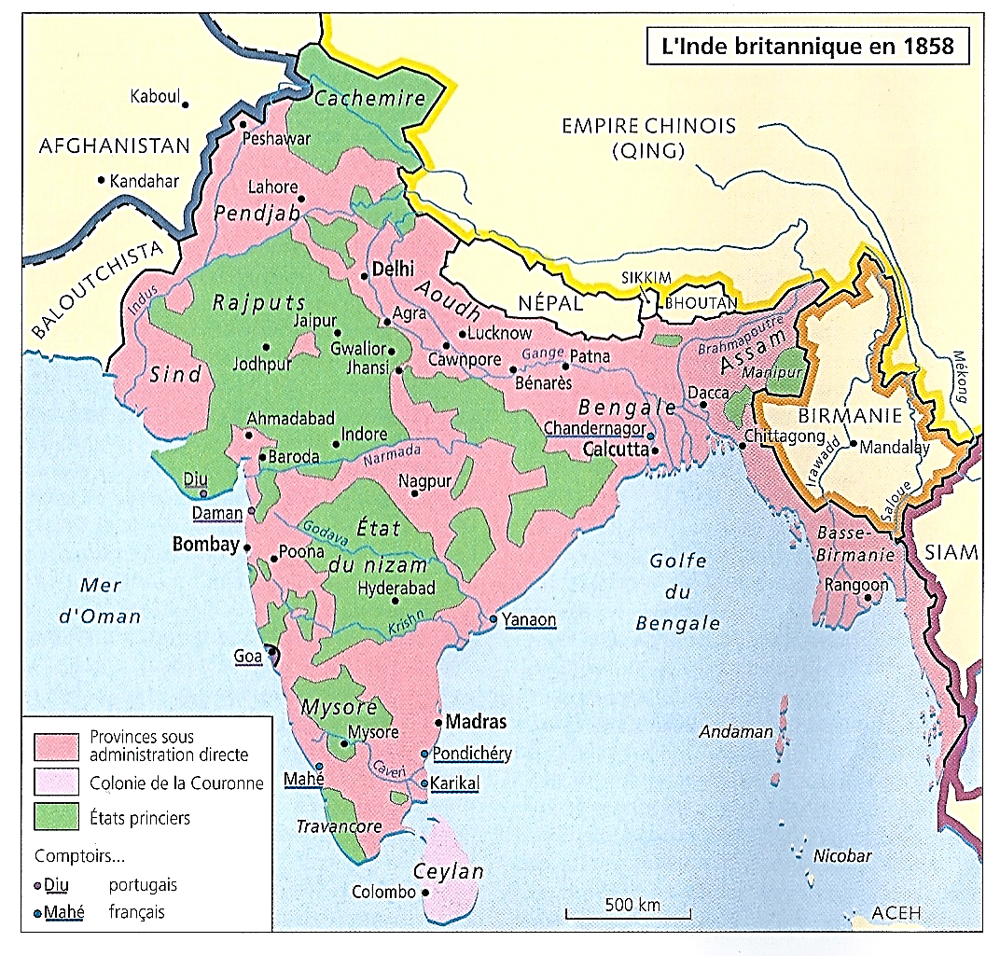 L'Inde britannique en 1858
Kaboul
Cachemire
EMPIRE CHINOIS
(QING)
AFGHANISTAN
Peshawar
Kandahar
Lahore
Pendjab
BALOUTCHISTA
Delhi
SIKKIM
Indus
Rajputs
Aoudh
NÉPAL
BHOUTAN
Agra
Jaipur
Lucknow
Brahmapoutre
Gwalior
Cawnpore
Gange
Patna
Assam
Mékong
Jodhpur
Jhansi
Bénarès
Manipur
Sind
Dacca
Bengale
BIRMANIE
Ahmadabad
Chandernagor
Indore
Chittagong
Mandalay
Baroda
Narmada
Calcutta
Irawadd
Diu
Nagpur
Saloue
Daman
Godava
État
du nizam
Basse-
Birmanie
Bombay
Poona
SIAM
Golfe
du
Bengale
Mer
d'Oman
Hyderabad
Rangoon
Krishn
Yanaon
Goa
Mysore
Madras
Mysore
Andaman
Pondichéry
Caveri
Mahé
Karikal
Travancore
Nicobar
Ceylan
Colombo
500 km
ACEH
Provinces sous
administration directe
Colonie de la Couronne
États princiers
Comptoirs...
Diu portugais
Mahé français